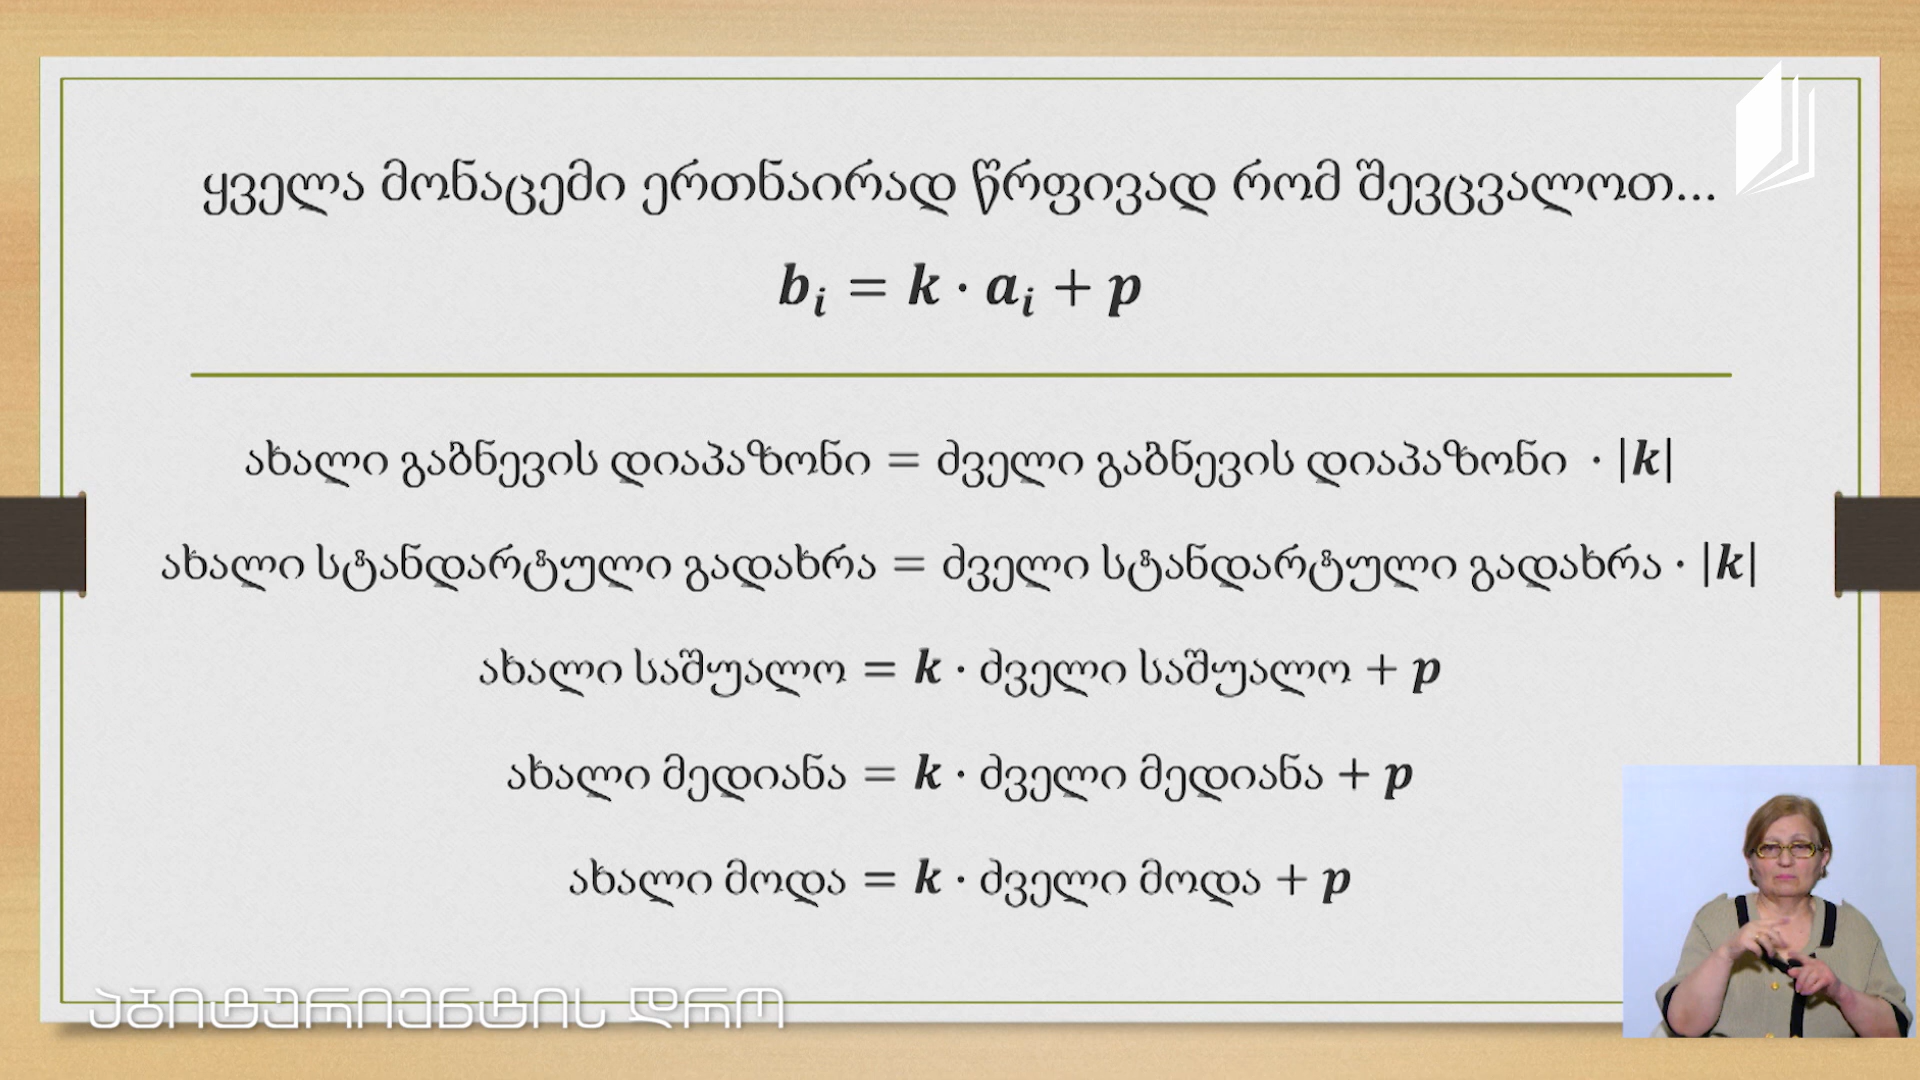 ყველა მონაცემი ერთნაირად წრფივად რომ შევცვალოთ...
bᵢ = k · aᵢ + p
ახალი გაბნევის დიაპაზონი = ძველი გაბნევის დიაპაზონი · |k|
ახალი სტანდარტული გადახრა = ძველი სტანდარტული გადახრა · |k|
ახალი საშუალო = k · ძველი საშუალო + p
ახალი მედიანა = k · ძველი მედიანა + p
ახალი მოდა = k · ძველი მოდა + p
აბიტურიენტის დრო